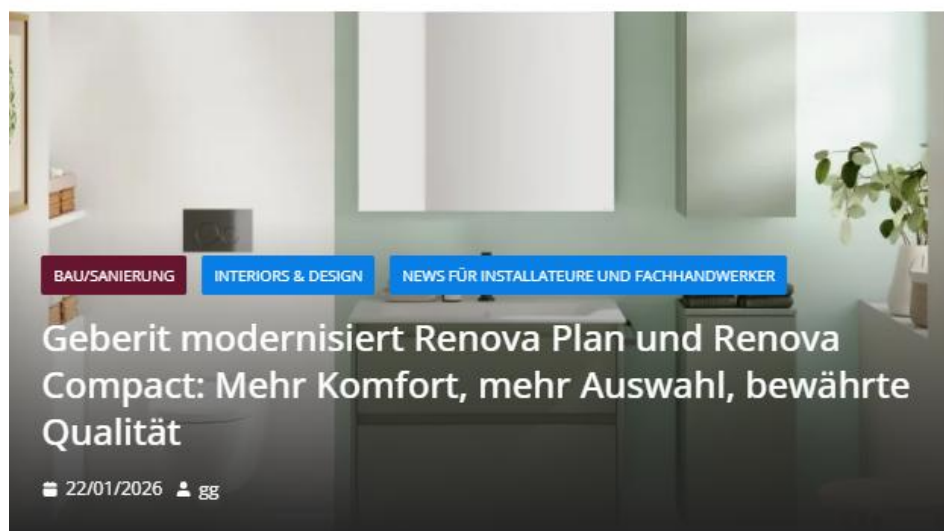 BAU/SANIERUNG INTERIORS & DESIGN NEWS FÜR INSTALLATEURE UND FACHHANDWERKER
Geberit modernisiert Renova Plan und Renova
Compact: Mehr Komfort, mehr Auswahl, bewährte
Qualität
22/01/2026 gg